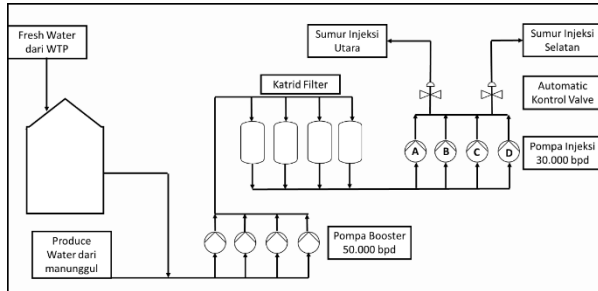 Fresh Water
dari WTP
Sumur Injeksi
Utara
Sumur Injeksi
Selatan
Katrid Filter
Automatic
Kontrol Valve
A
B
C
D
Pompa Injeksi
30.000 bpd
Produce
Water dari
manunggul
Pompa Booster
50.000 bpd